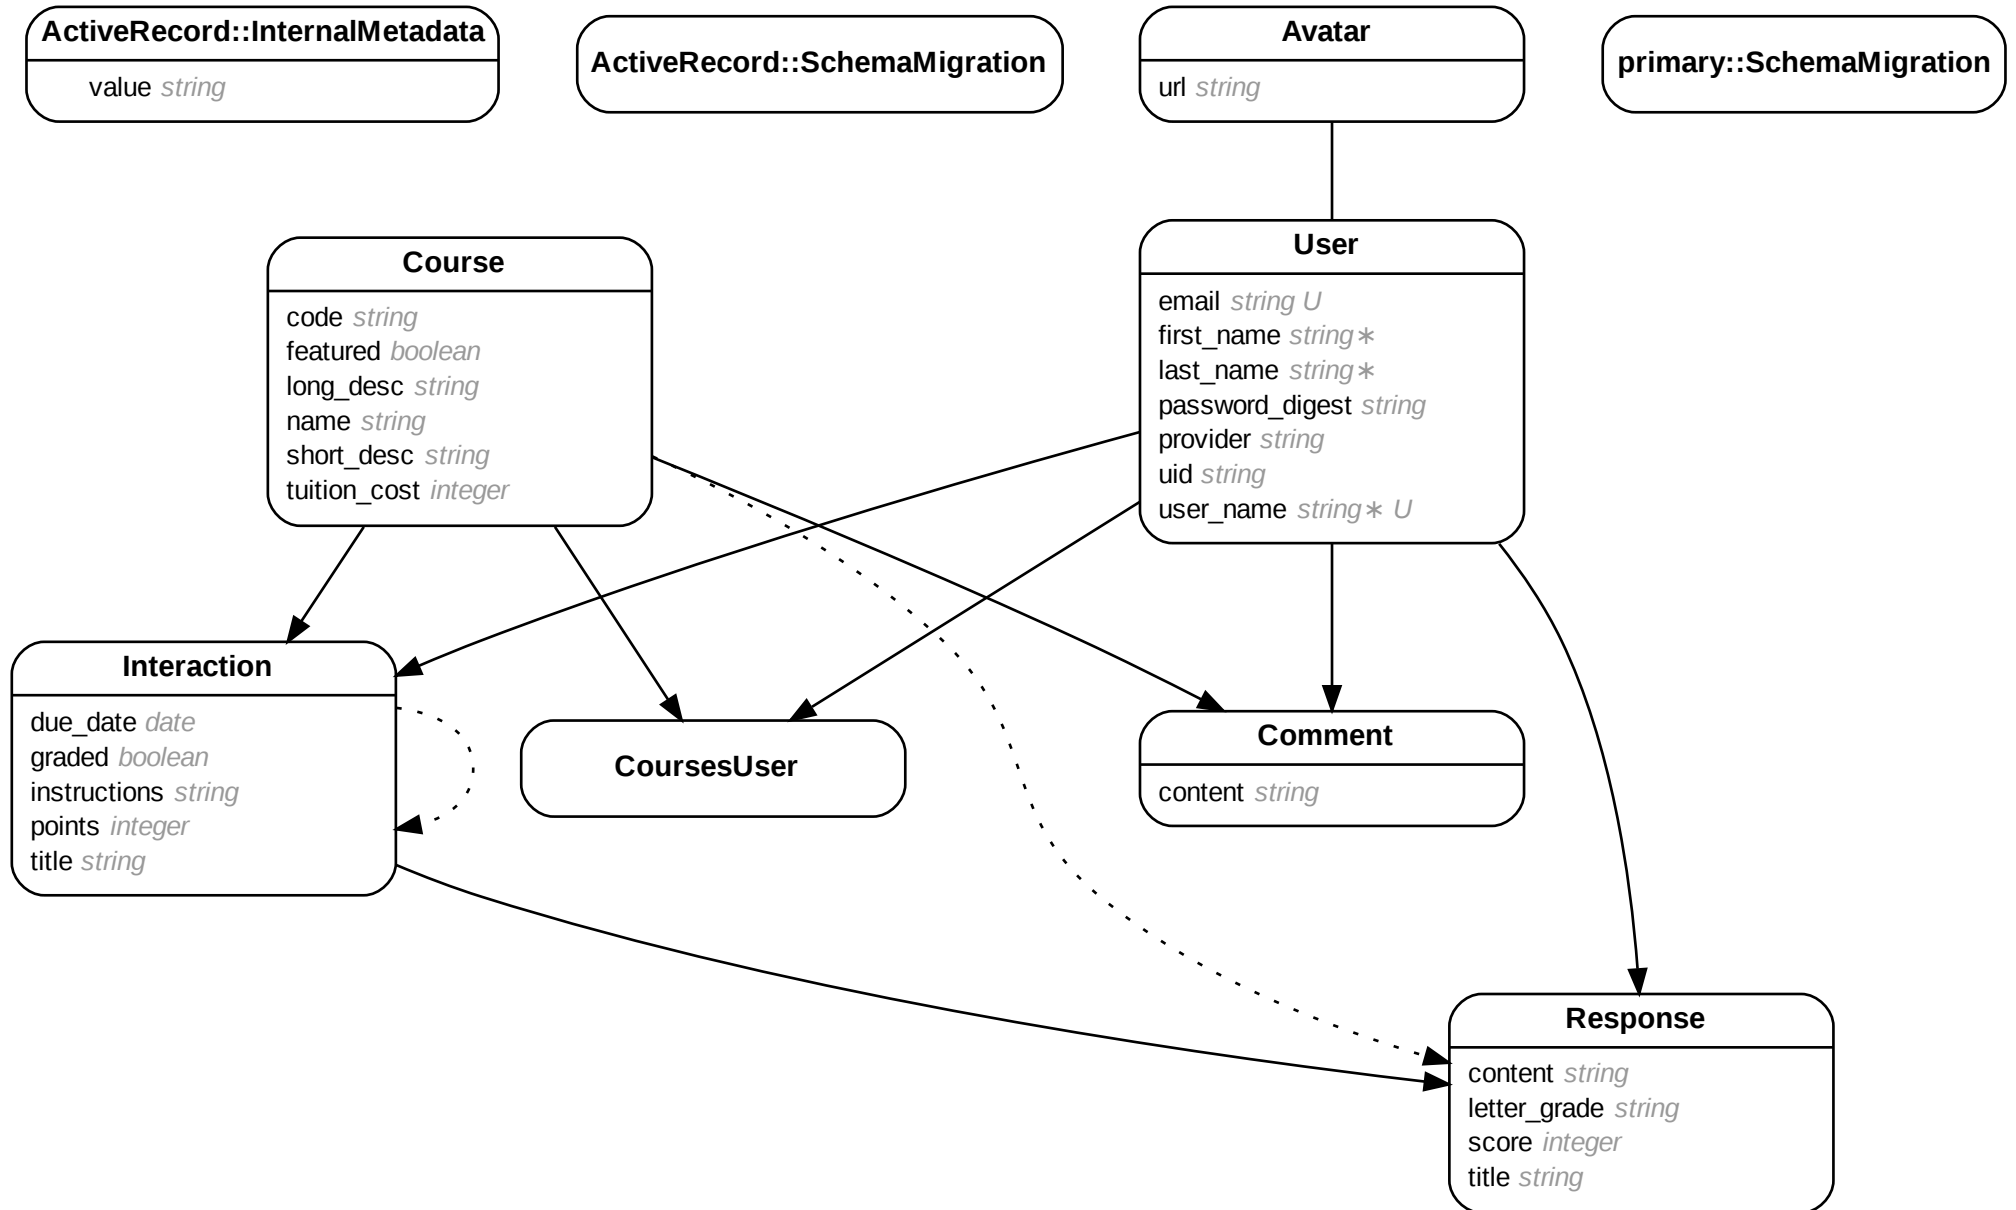 ActiveRecord::InternalMetadata
value string
ActiveRecord::SchemaMigration
Avatar
url string
primary::SchemaMigration
Course
code string
featured boolean
long_desc string
name string
short_desc string
tuition_cost integer
User
email string U
first_name string∗
last_name string∗
password_digest string
provider string
uid string
user_name string∗ U
Interaction
due_date date
graded boolean
instructions string
points integer
title string
CoursesUser
Comment
content string
Response
content string
letter_grade string
score integer
title string